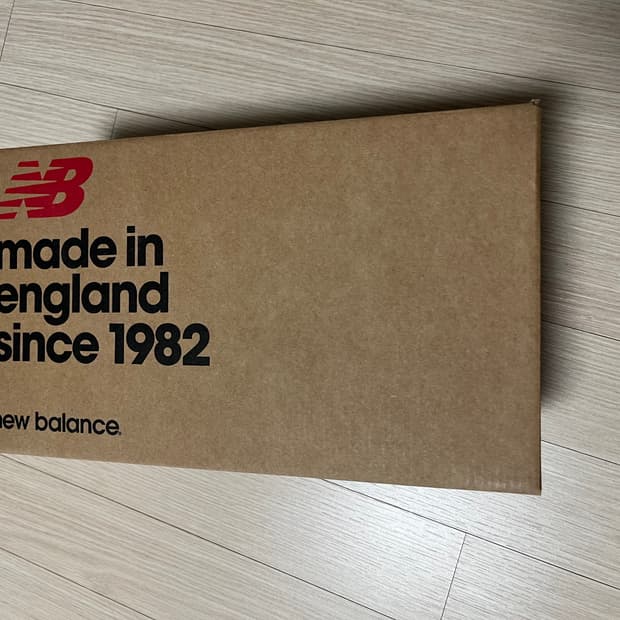 NB
made in
england
since 1982
new balance.